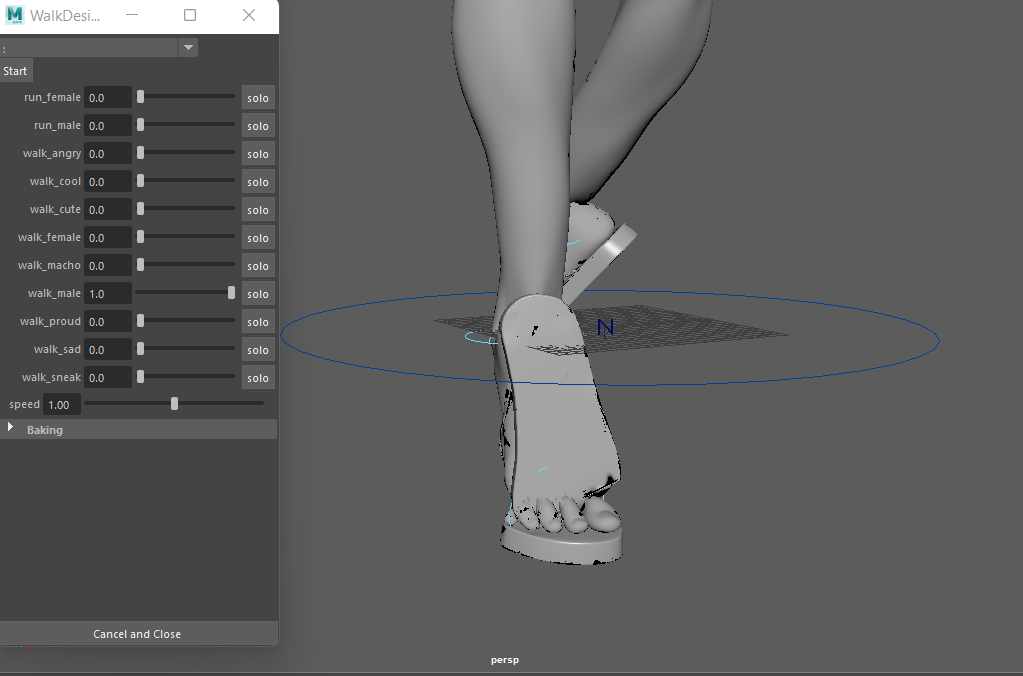 WalkDesi...
:
Start
run_female 0.0 solo
run_male 0.0 solo
walk_angry 0.0 solo
walk_cool 0.0 solo
walk_cute 0.0 solo
walk_female 0.0 solo
walk_macho 0.0 solo
walk_male 1.0 solo
walk_proud 0.0 solo
walk_sad 0.0 solo
walk_sneak 0.0 solo
speed 1.00
Baking
Cancel and Close
N
persp